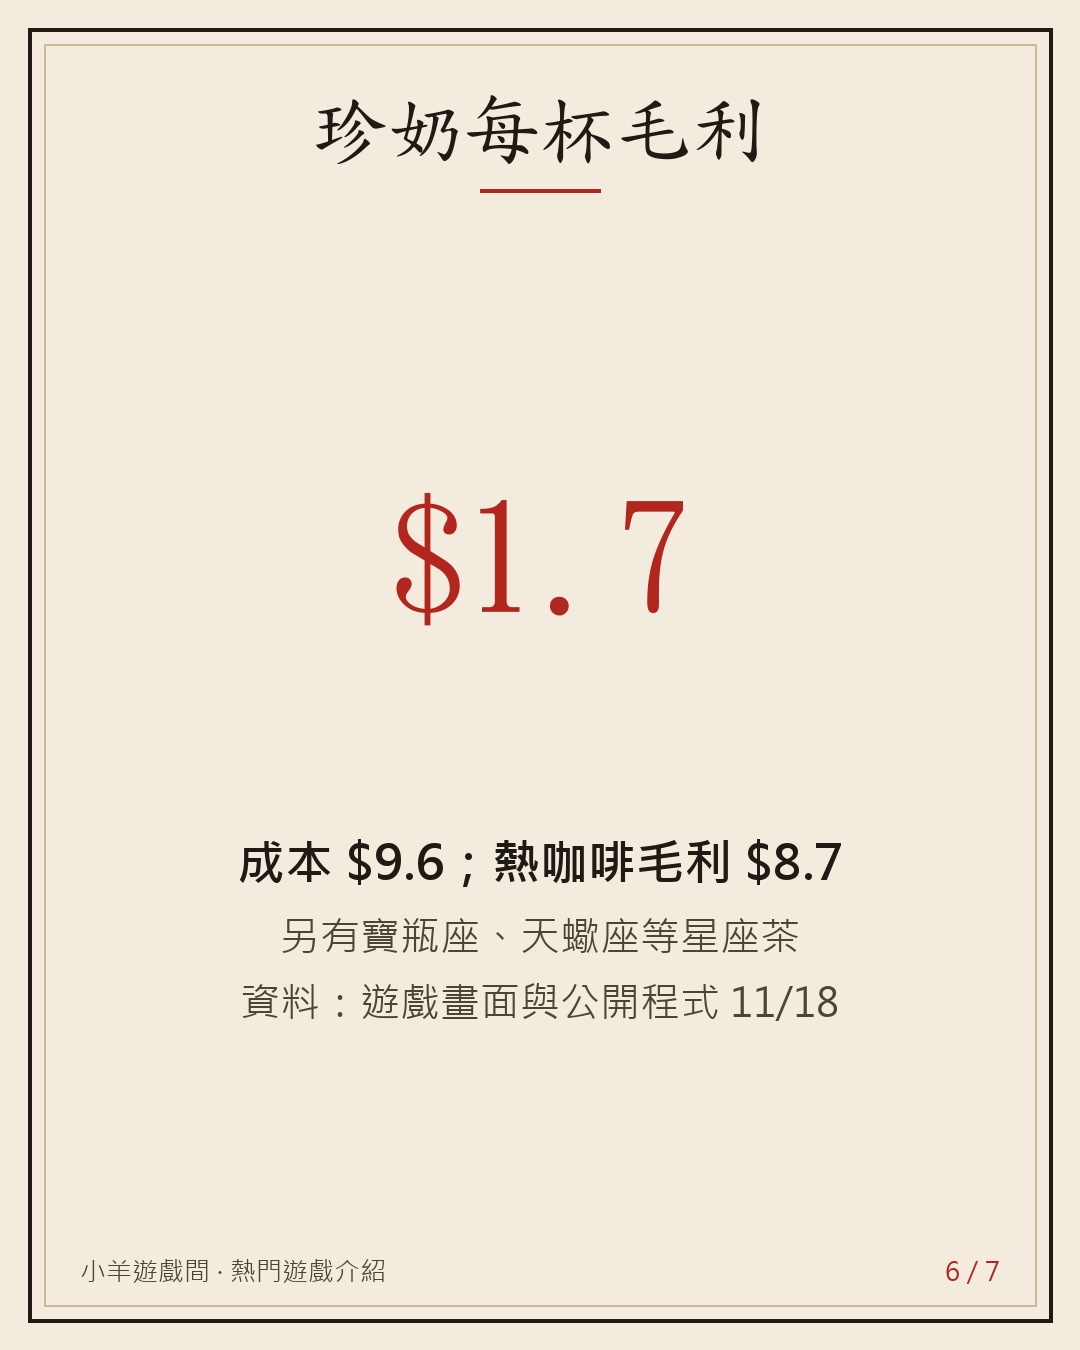 珍奶每杯毛利
$1.7
成本 $9.6；熱咖啡毛利 $8.7
另有寶瓶座、天蠍座等星座茶
資料：遊戲畫面與公開程式 11/18
小羊遊戲間 · 熱門遊戲介紹
6 / 7